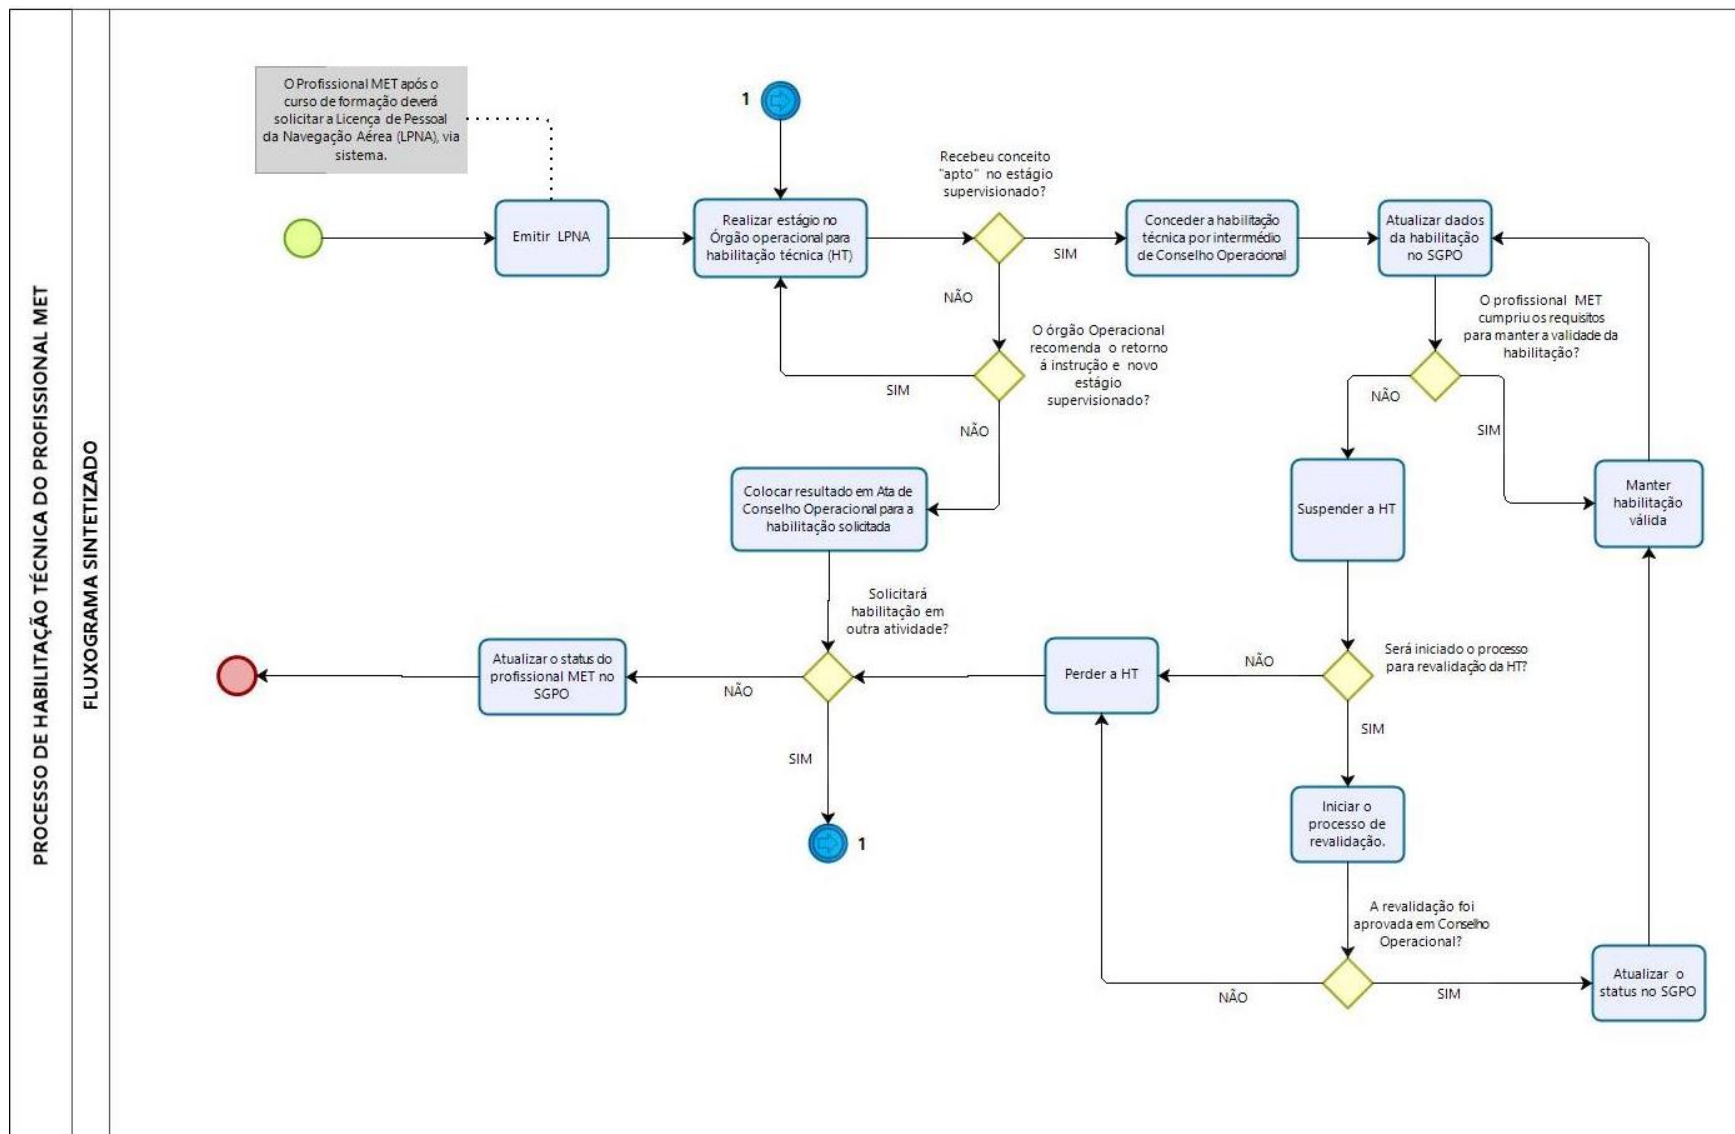 PROCESSO DE HABILITAÇÃO TÉCNICA DO PROFISSIONAL MET
FLUXOGRAMA SINTETIZADO
O Profissional MET após o
curso de formação deverá
solicitar a Licença de Pessoal
da Navegação Aérea (LPNA), via
sistema.
1
Emitir LPNA
Realizar estágio no
Órgão operacional para
habilitação técnica (HT)
Recebeu conceito
"apto" no estágio
supervisionado?
SIM
NÃO
Conceder a habilitação
técnica por intermédio
de Conselho Operacional
Atualizar dados
da habilitação
no SGPO
O órgão Operacional
recomenda o retorno
á instrução e novo
estágio
supervisionado?
SIM
NÃO
O profissional MET
cumpriu os requisitos
para manter a validade da
habilitação?
NÃO
SIM
Colocar resultado em Ata de
Conselho Operacional para a
habilitação solicitada
Suspender a HT
Manter
habilitação
válida
Solicitará
habilitação em
outra atividade?
Atualizar o status do
profissional MET no
SGPO
NÃO
SIM
1
Perder a HT
NÃO
Será iniciado o processo
para revalidação da HT?
SIM
Iniciar o
processo de
revalidação.
A revalidação foi
aprovada em Conselho
Operacional?
NÃO
SIM
Atualizar o
status no SGPO